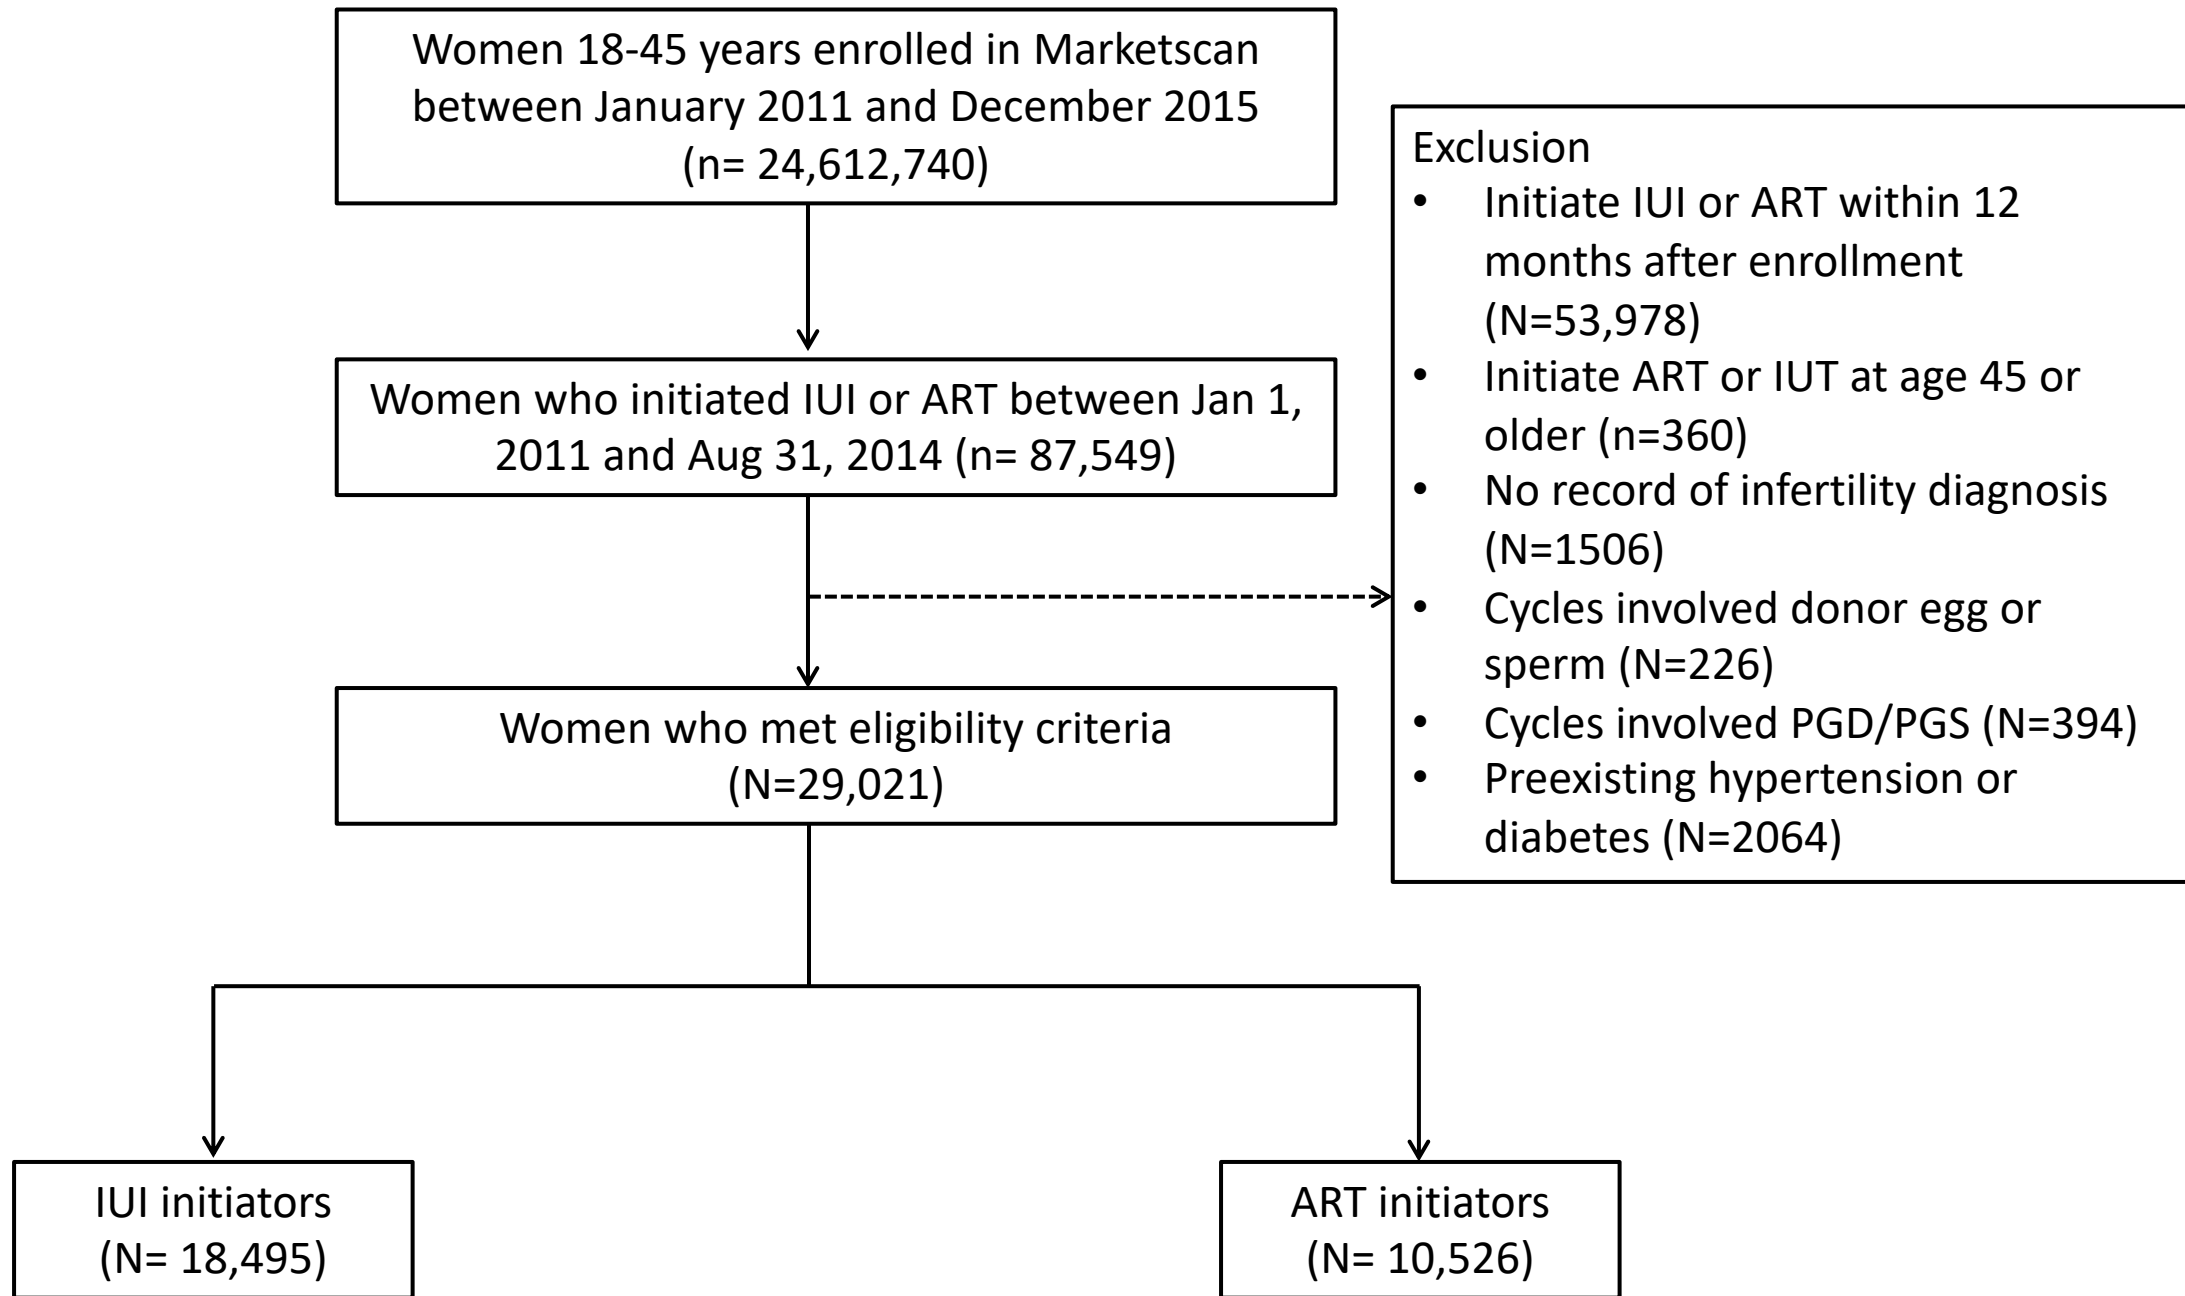 Women 18-45 years enrolled in Marketscan
between January 2011 and December 2015
(n= 24,612,740)
Exclusion
• Initiate IUI or ART within 12
months after enrollment
(N=53,978)
• Initiate ART or IUT at age 45 or
older (n=360)
• No record of infertility diagnosis
(N=1506)
• Cycles involved donor egg or
sperm (N=226)
• Cycles involved PGD/PGS (N=394)
• Preexisting hypertension or
diabetes (N=2064)
Women who initiated IUI or ART between Jan 1,
2011 and Aug 31, 2014 (n= 87,549)
Women who met eligibility criteria
(N=29,021)
IUI initiators
(N= 18,495)
ART initiators
(N= 10,526)